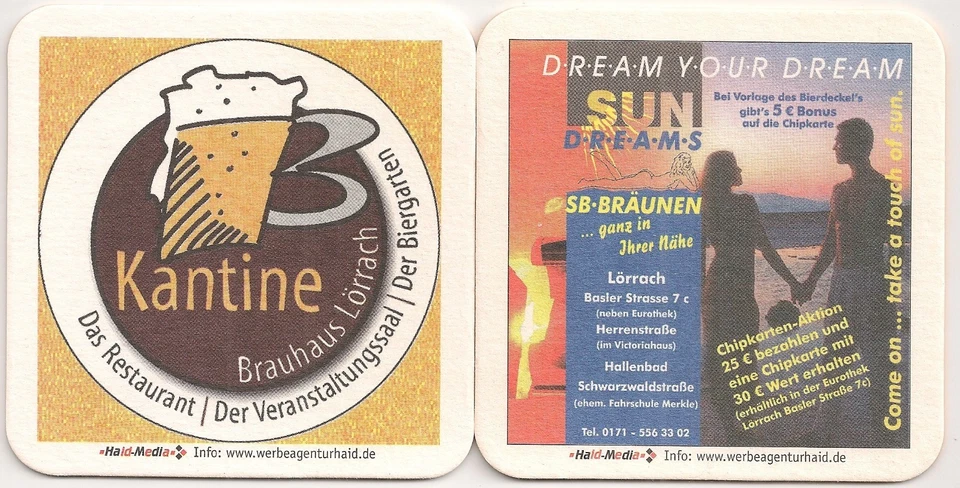 3
Kantine
Brauhaus Lörrach
Das Restaurant | Der Veranstaltungssaal | Der Biergarten
Haid-Media Info: www.werbeagenturhaid.de
D·R·E·A·M Y·O·U·R D·R·E·A·M
SUN
D·R·E·A·M·S
Bei Vorlage des Bierdeckel's
gibt's 5 € Bonus
auf die Chipkarte
SB·BRÄUNEN
... ganz in
Ihrer Nähe
Lörrach
Basler Strasse 7 c
(neben Eurothek)
Herrenstraße
(im Victoriahaus)
Hallenbad
Schwarzwaldstraße
(ehem. Fahrschule Merkle)
Tel. 0171 - 556 33 02
Chipkarten-Aktion
25 € bezahlen und
eine Chipkarte mit
30 € Wert erhalten
(erhältlich in der Eurothek
Lörrach Basler Straße 7c)
Come on ... take a touch of sun.
Haid-Media Info: www.werbeagenturhaid.de